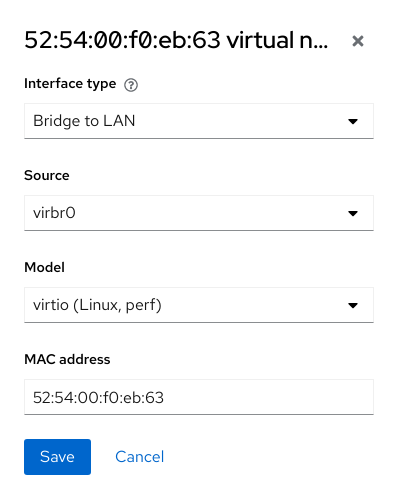 52:54:00:f0:eb:63 virtual n...
Interface type
Bridge to LAN
Source
virbr0
Model
virtio (Linux, perf)
MAC address
52:54:00:f0:eb:63
Save Cancel